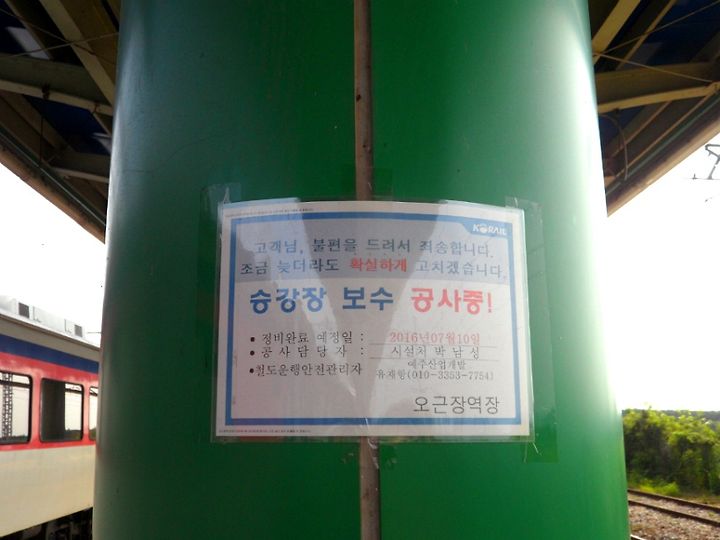 KORAIL
고객님, 불편을 드려서 죄송합니다.
조금 늦더라도 확실하게 고치겠습니다.
승강장 보수 공사중!
• 정비완료 예정일 : 2016년07월10일
• 공사담당자 : 시설처 박남성
•철도운행안전관리자 예주산업개발
유재항(010-3353-7754)
오근장역장